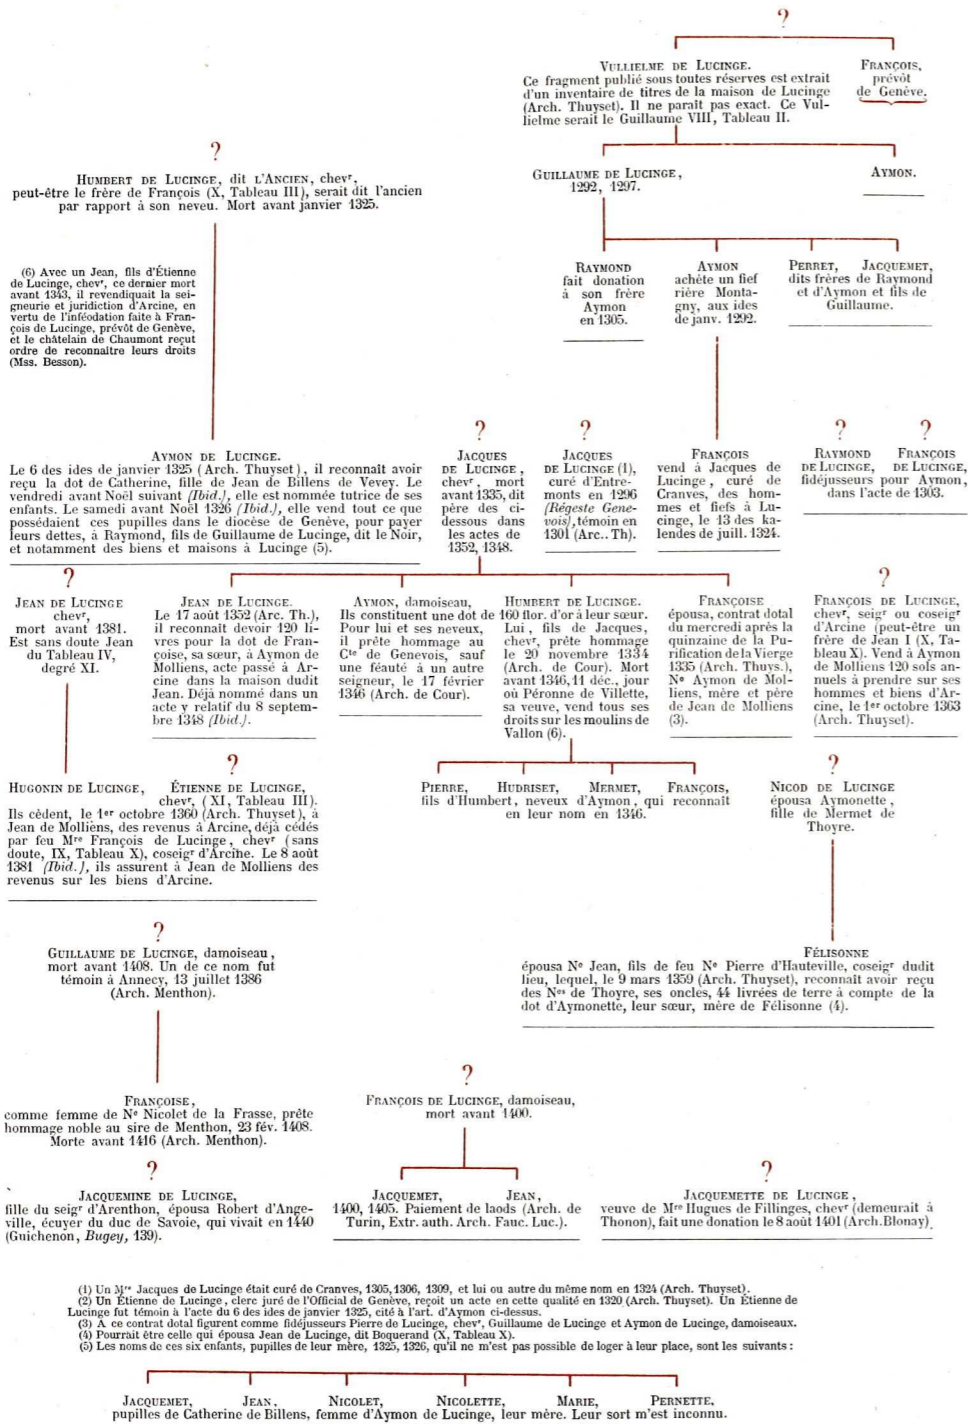 ?
VULLIELME DE LUCINGE.
Ce fragment publié sous toutes réserves est extrait
d'un inventaire de titres de la maison de Lucinge
(Arch. Thuyset). Il ne paraît pas exact. Ce Vul-
lielme serait le Guillaume VIII, Tableau II.
FRANÇOIS,
prévôt
de Genève.
?
HUMBERT DE LUCINGE, dit L'ANCIEN, chevr,
peut-être le frère de François (X, Tableau III), serait dit l'ancien
par rapport à son neveu. Mort avant janvier 1325.
GUILLAUME DE LUCINGE,
1292, 1297.
AYMON.
(6) Avec un Jean, fils d'Étienne
de Lucinge, chevr, ce dernier mort
avant 1343, il revendiquait la sei-
gneurie et juridiction d'Arcine, en
vertu de l'inféodation faite à Fran-
çois de Lucinge, prévôt de Genève,
et le châtelain de Chaumont reçut
ordre de reconnaitre leurs droits
(Mss. Besson).
RAYMOND
fait donation
à son frère
Aymon
en 1305.
AYMON
achète un fief
rière Monta-
gny, aux ides
de janv. 1292.
PERRET, JACQUEMET,
dits frères de Raymond
et d'Aymon et fils de
Guillaume.
AYMON DE LUCINGE.
Le 6 des ides de janvier 1325 (Arch. Thuyset), il reconnaît avoir
reçu la dot de Catherine, fille de Jean de Billens de Vevey. Le
vendredi avant Noël suivant (Ibid.), elle est nommée tutrice de ses
enfants. Le samedi avant Noël 1326 (Ibid.), elle vend tout ce que
possédaient ces pupilles dans le diocèse de Genève, pour payer
leurs dettes, à Raymond, fils de Guillaume de Lucinge, dit le Noir,
et notamment des biens et maisons à Lucinge (5).
?
JACQUES
DE LUCINGE,
chevr, mort
avant 1335, dit
père des ci-
dessous dans
les actes de
1352, 1348.
?
JACQUES
DE LUCINGE (1),
curé d'Entre-
monts en 1296
(Régeste Gene-
vois), témoin en
1301 (Arc.. Th).
FRANÇOIS
vend à Jacques de
Lucinge, curé de
Cranves, des hom-
mes et fiefs à Lu-
cinge, le 13 des ka-
lendes de juill. 1324.
? ?
RAYMOND FRANÇOIS
DE LUCINGE, DE LUCINGE,
fidéjusseurs pour Aymon,
dans l'acte de 1303.
?
JEAN DE LUCINGE
chevr,
mort avant 1381.
Est sans doute Jean
du Tableau IV,
degré XI.
JEAN DE LUCINGE.
Le 17 août 1352 (Arc. Th.),
il reconnaît devoir 120 li-
vres pour la dot de Fran-
çoise, sa sœur, à Aymon de
Molliens, acte passé à Ar-
cine dans la maison dudit
Jean. Déjà nommé dans un
acte y relatif du 8 septem-
bre 1348 (Ibid.).
AYMON, damoiseau,
Ils constituent une dot de
Pour lui et ses neveux,
il prête hommage au
Cte de Genevois, sauf
une féauté à un autre
seigneur, le 17 février
1346 (Arch. de Cour).
HUMBERT DE LUCINGE.
160 flor. d'or à leur sœur.
Lui, fils de Jacques,
chevr, prête hommage
le 20 novembre 1334
(Arch. de Cour). Mort
avant 1346, 11 déc., jour
où Péronne de Villette,
sa veuve, vend tous ses
droits sur les moulins de
Vallon (6).
FRANÇOISE
épousa, contrat dotal
du mercredi après la
quinzaine de la Pu-
rification de la Vierge
1335 (Arch. Thuys.),
Ne Aymon de Mol-
liens, mère et père
de Jean de Molliens
(3).
?
FRANÇOIS DE LUCINGE,
chevr, seigr ou coseigr
d'Arcine (peut-être un
frère de Jean I (X, Ta-
bleau X). Vend à Aymon
de Molliens 120 sols an-
nuels à prendre sur ses
hommes et biens d'Ar-
cine, le 1er octobre 1363
(Arch. Thuyset).
?
HUGONIN DE LUCINGE, ÉTIENNE DE LUCINGE,
chevr, (XI, Tableau III).
Ils cèdent, le 1er octobre 1360 (Arch. Thuyset), à
Jean de Molliens, des revenus à Arcine, déjà cédés
par feu Mre François de Lucinge, chevr (sans
doute, IX, Tableau X), coseigr d'Arcine. Le 8 août
1381 (Ibid.), ils assurent à Jean de Molliens des
revenus sur les biens d'Arcine.
PIERRE, HUDRISET, MERMET, FRANÇOIS,
fils d'Humbert, neveux d'Aymon, qui reconnaît
en leur nom en 1346.
?
NICOD DE LUCINGE
épousa Aymonette,
fille de Mermet de
Thoyre.
?
GUILLAUME DE LUCINGE, damoiseau,
mort avant 1408. Un de ce nom fut
témoin à Annecy, 13 juillet 1386
(Arch. Menthon).
FÉLISONNE
épousa Ne Jean, fils de feu Ne Pierre d'Hauteville, coseigr dudit
lieu, lequel, le 9 mars 1359 (Arch. Thuyset), reconnaît avoir reçu
des Nes de Thoyre, ses oncles, 44 livrées de terre à compte de la
dot d'Aymonette, leur sœur, mère de Félisonne (4).
FRANÇOISE,
comme femme de Ne Nicolet de la Frasse, prête
hommage noble au sire de Menthon, 23 fév. 1408.
Morte avant 1416 (Arch. Menthon).
?
FRANÇOIS DE LUCINGE, damoiseau,
mort avant 1400.
?
JACQUEMINE DE LUCINGE,
fille du seigr d'Arenthon, épousa Robert d'Ange-
ville, écuyer du duc de Savoie, qui vivait en 1440
(Guichenon, Bugey, 139).
JACQUEMET, JEAN,
1400, 1405. Paiement de laods (Arch. de
Turin, Extr. auth. Arch. Fauc. Luc.).
?
JACQUEMETTE DE LUCINGE,
veuve de Mre Hugues de Fillinges, chevr (demeurait à
Thonon), fait une donation le 8 août 1401 (Arch. Blonay)
(1) Un Mre Jacques de Lucinge était curé de Cranves, 1305, 1306, 1309, et lui ou autre du même nom en 1324 (Arch. Thuyset).
(2) Un Étienne de Lucinge, clerc juré de l'Official de Genève, reçoit un acte en cette qualité en 1320 (Arch. Thuyset). Un Étienne de
Lucinge fut témoin à l'acte du 6 des ides de janvier 1325, cité à l'art. d'Aymon ci-dessus.
(3) A ce contrat dotal figurent comme fidéjusseurs Pierre de Lucinge, chevr, Guillaume de Lucinge et Aymon de Lucinge, damoiseaux.
(4) Pourrait être celle qui épousa Jean de Lucinge, dit Boquerand (X, Tableau X).
(5) Les noms de ces six enfants, pupilles de leur mère, 1325, 1326, qu'il ne m'est pas possible de loger à leur place, sont les suivants :
JACQUEMET, JEAN, NICOLET, NICOLETTE, MARIE, PERNETTE,
pupilles de Catherine de Billens, femme d'Aymon de Lucinge, leur mère. Leur sort m'est inconnu.